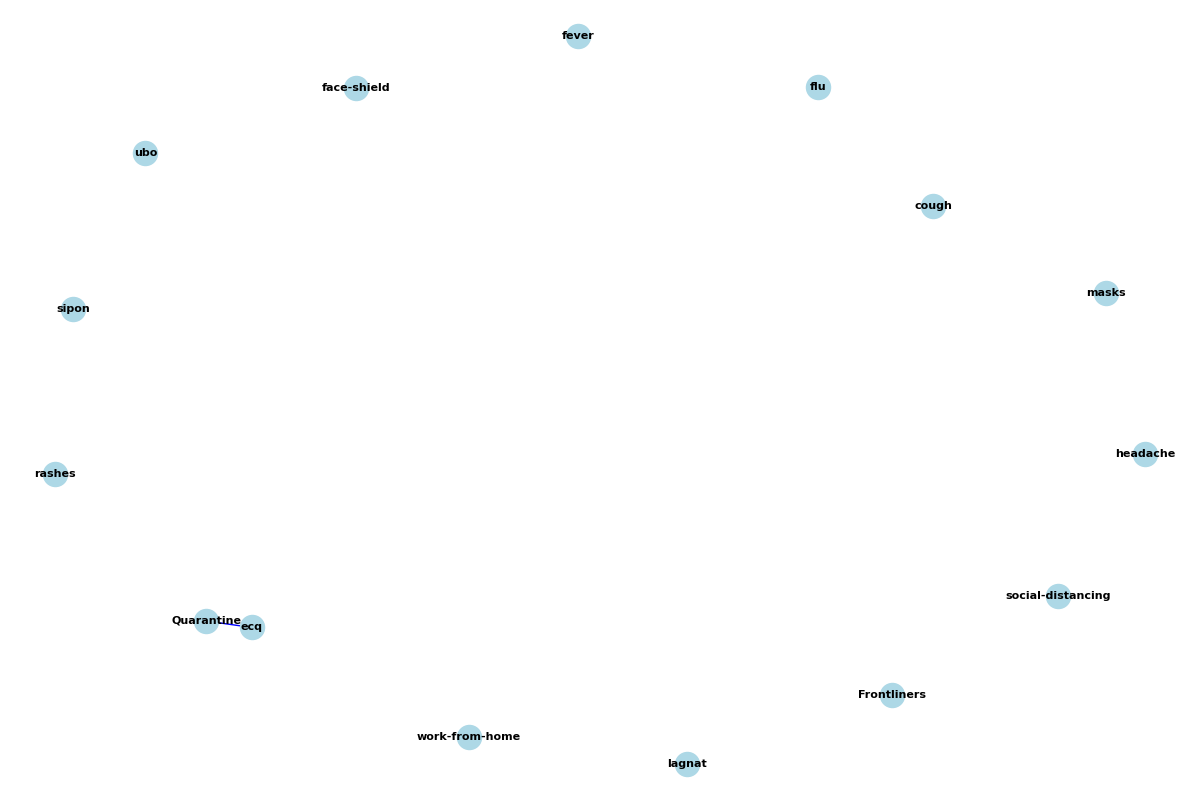 fever
face-shield
flu
ubo
cough
masks
sipon
headache
rashes
social-distancing
Quarantine
ecq
Frontliners
work-from-home
lagnat